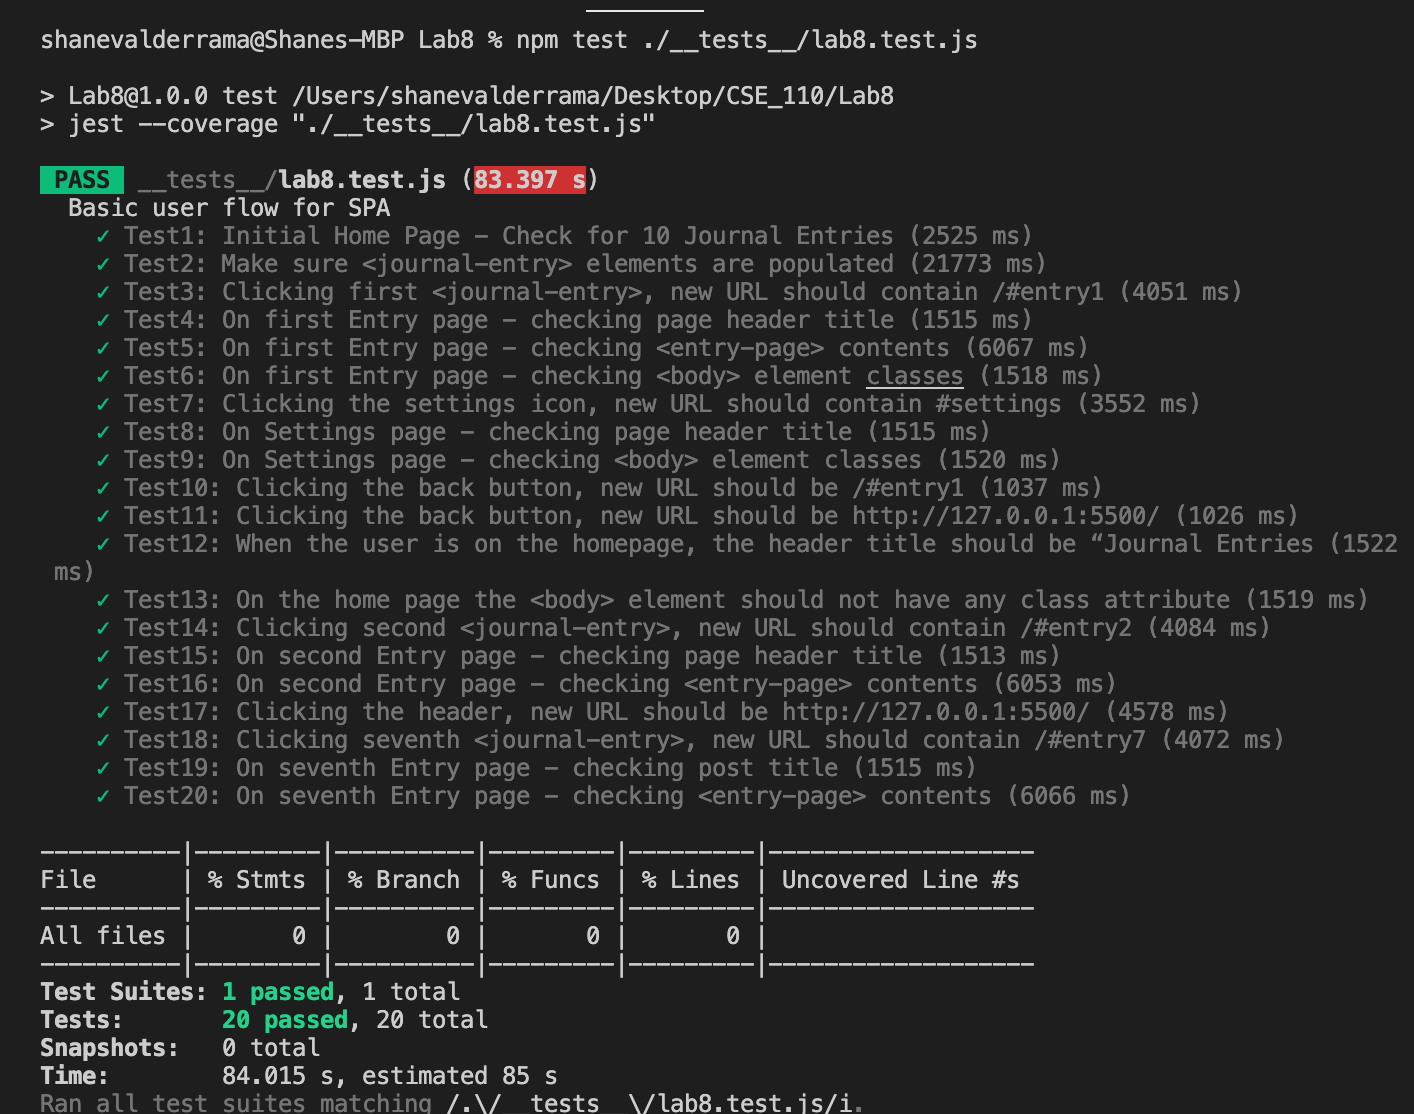 shanevalderrama@Shanes-MBP Lab8 % npm test ./__tests__/lab8.test.js
> Lab8@1.0.0 test /Users/shanevalderrama/Desktop/CSE_110/Lab8
> jest --coverage "./__tests__/lab8.test.js"
PASS __tests__/lab8.test.js (83.397 s)
Basic user flow for SPA
✓ Test1: Initial Home Page - Check for 10 Journal Entries (2525 ms)
✓ Test2: Make sure <journal-entry> elements are populated (21773 ms)
✓ Test3: Clicking first <journal-entry>, new URL should contain /#entry1 (4051 ms)
✓ Test4: On first Entry page - checking page header title (1515 ms)
✓ Test5: On first Entry page - checking <entry-page> contents (6067 ms)
✓ Test6: On first Entry page - checking <body> element classes (1518 ms)
✓ Test7: Clicking the settings icon, new URL should contain #settings (3552 ms)
✓ Test8: On Settings page - checking page header title (1515 ms)
✓ Test9: On Settings page - checking <body> element classes (1520 ms)
✓ Test10: Clicking the back button, new URL should be /#entry1 (1037 ms)
✓ Test11: Clicking the back button, new URL should be http://127.0.0.1:5500/ (1026 ms)
✓ Test12: When the user is on the homepage, the header title should be “Journal Entries (1522
ms)
✓ Test13: On the home page the <body> element should not have any class attribute (1519 ms)
✓ Test14: Clicking second <journal-entry>, new URL should contain /#entry2 (4084 ms)
✓ Test15: On second Entry page - checking page header title (1513 ms)
✓ Test16: On second Entry page - checking <entry-page> contents (6053 ms)
✓ Test17: Clicking the header, new URL should be http://127.0.0.1:5500/ (4578 ms)
✓ Test18: Clicking seventh <journal-entry>, new URL should contain /#entry7 (4072 ms)
✓ Test19: On seventh Entry page - checking post title (1515 ms)
✓ Test20: On seventh Entry page - checking <entry-page> contents (6066 ms)
----------|---------|----------|---------|---------|-------------------
File | % Stmts | % Branch | % Funcs | % Lines | Uncovered Line #s
----------|---------|----------|---------|---------|-------------------
All files | 0 | 0 | 0 | 0 |
----------|---------|----------|---------|---------|-------------------
Test Suites: 1 passed, 1 total
Tests: 20 passed, 20 total
Snapshots: 0 total
Time: 84.015 s, estimated 85 s
Ran all test suites matching /.\/__tests__\/lab8.test.js/i.